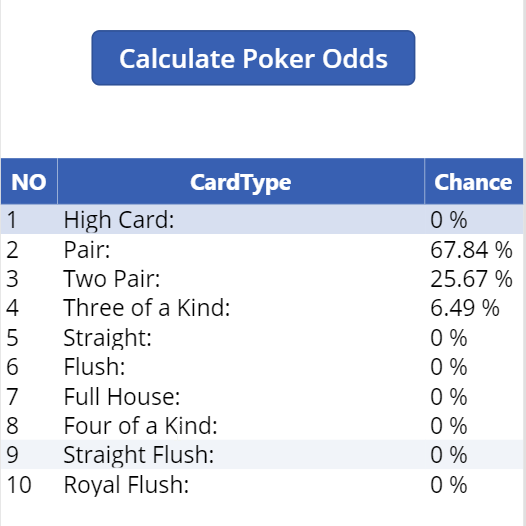 Calculate Poker Odds
NO CardType Chance
1 High Card: 0 %
2 Pair: 67.84 %
3 Two Pair: 25.67 %
4 Three of a Kind: 6.49 %
5 Straight: 0 %
6 Flush: 0 %
7 Full House: 0 %
8 Four of a Kind: 0 %
9 Straight Flush: 0 %
10 Royal Flush: 0 %